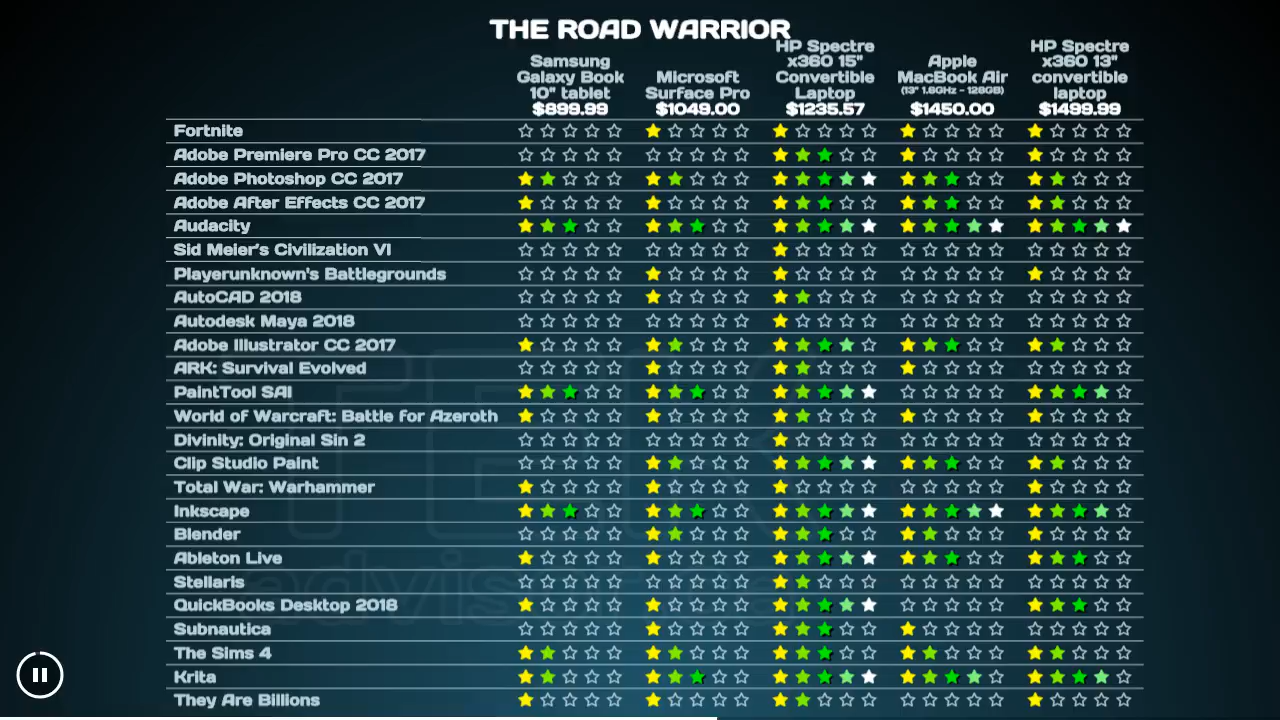 THE ROAD WARRIOR
Samsung
Galaxy Book
10" tablet
$899.99
Microsoft
Surface Pro
$1049.00
HP Spectre
x360 15"
Convertible
Laptop
$1235.57
Apple
MacBook Air
(13" 1.6GHz - 128GB)
$1450.00
HP Spectre
x360 13"
convertible
laptop
$1499.99
Fortnite
Adobe Premiere Pro CC 2017
Adobe Photoshop CC 2017
Adobe After Effects CC 2017
Audacity
Sid Meier's Civilization VI
Playerunknown's Battlegrounds
AutoCAD 2018
Autodesk Maya 2018
Adobe Illustrator CC 2017
ARK: Survival Evolved
PaintTool SAI
World of Warcraft: Battle for Azeroth
Divinity: Original Sin 2
Clip Studio Paint
Total War: Warhammer
Inkscape
Blender
Ableton Live
Stellaris
QuickBooks Desktop 2018
Subnautica
The Sims 4
Krita
They Are Billions